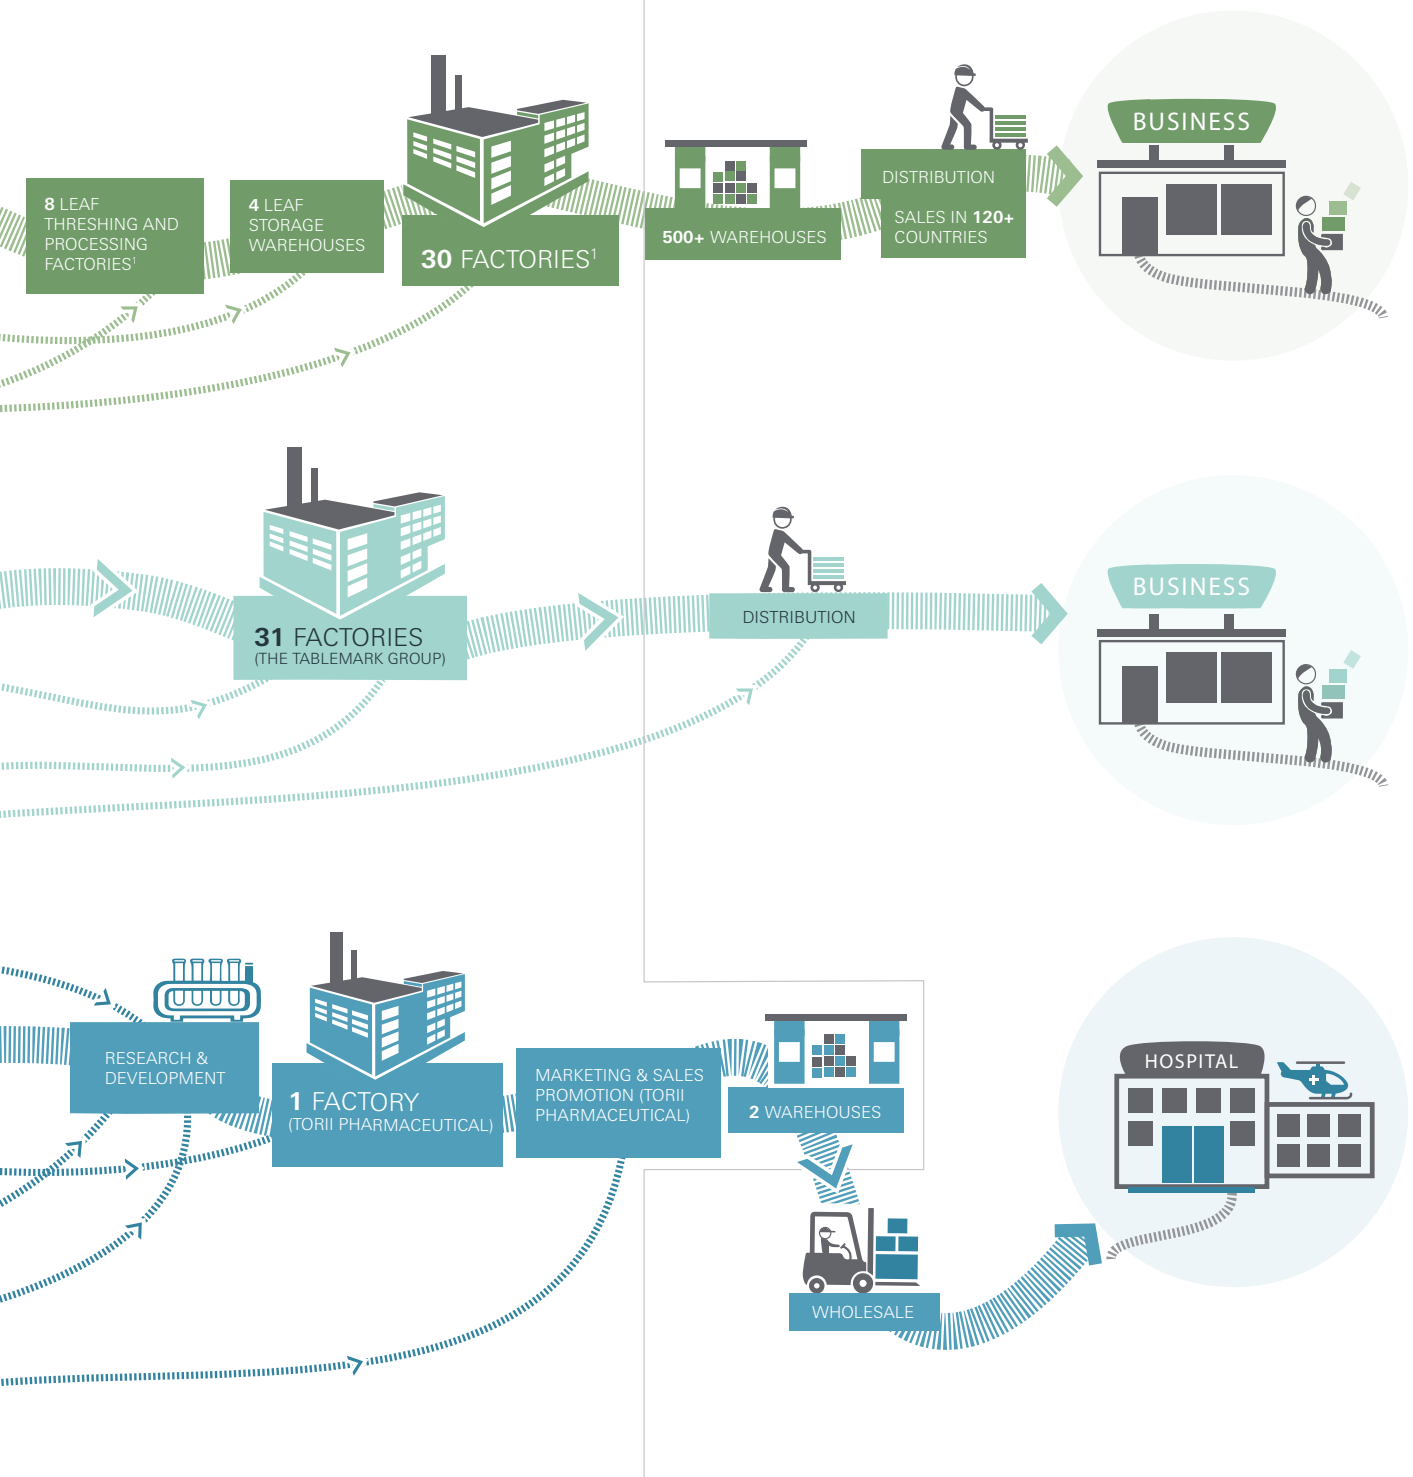 BUSINESS
DISTRIBUTION
SALES IN 120+
COUNTRIES
8 LEAF
THRESHING AND
PROCESSING
FACTORIES¹
4 LEAF
STORAGE
WAREHOUSES
30 FACTORIES¹
500+ WAREHOUSES
BUSINESS
31 FACTORIES
(THE TABLEMARK GROUP)
DISTRIBUTION
RESEARCH &
DEVELOPMENT
1 FACTORY
(TORII PHARMACEUTICAL)
MARKETING & SALES
PROMOTION (TORII
PHARMACEUTICAL)
2 WAREHOUSES
HOSPITAL
WHOLESALE